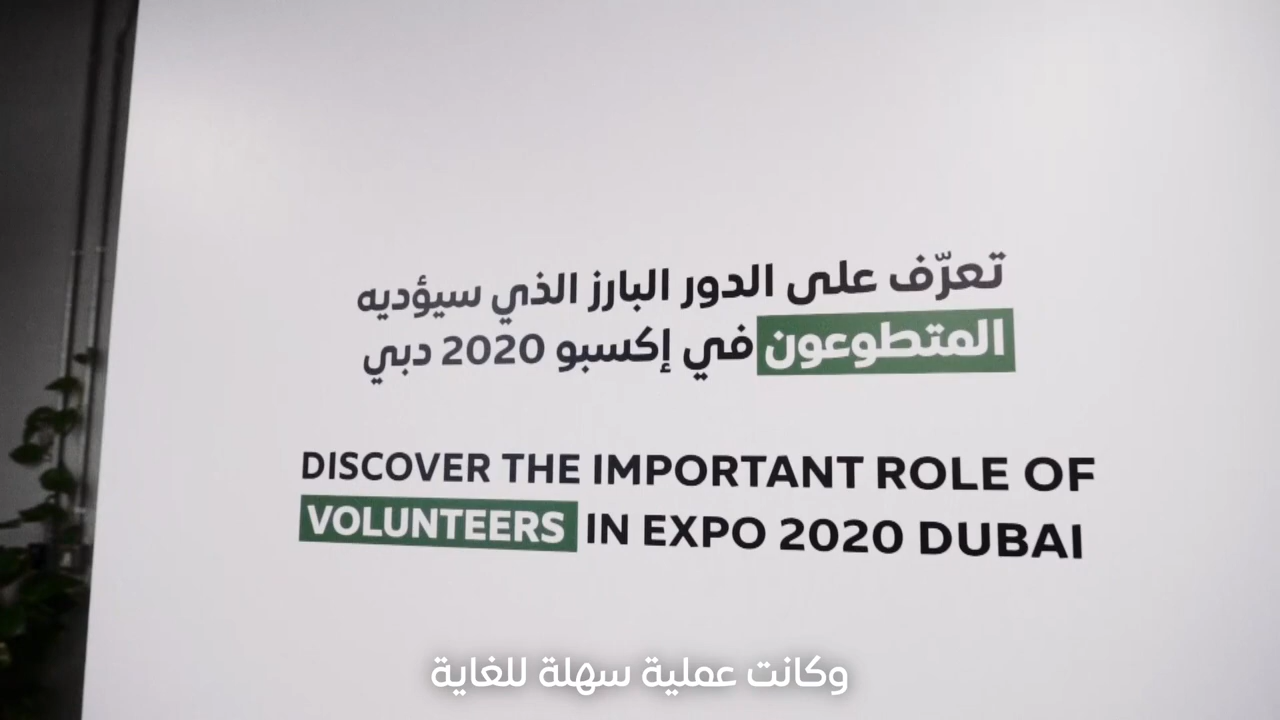 تعرّف على الدور البارز الذي سيؤديه
المتطوعون في إكسبو 2020 دبي
DISCOVER THE IMPORTANT ROLE OF
VOLUNTEERS IN EXPO 2020 DUBAI
وكانت عملية سهلة للغاية